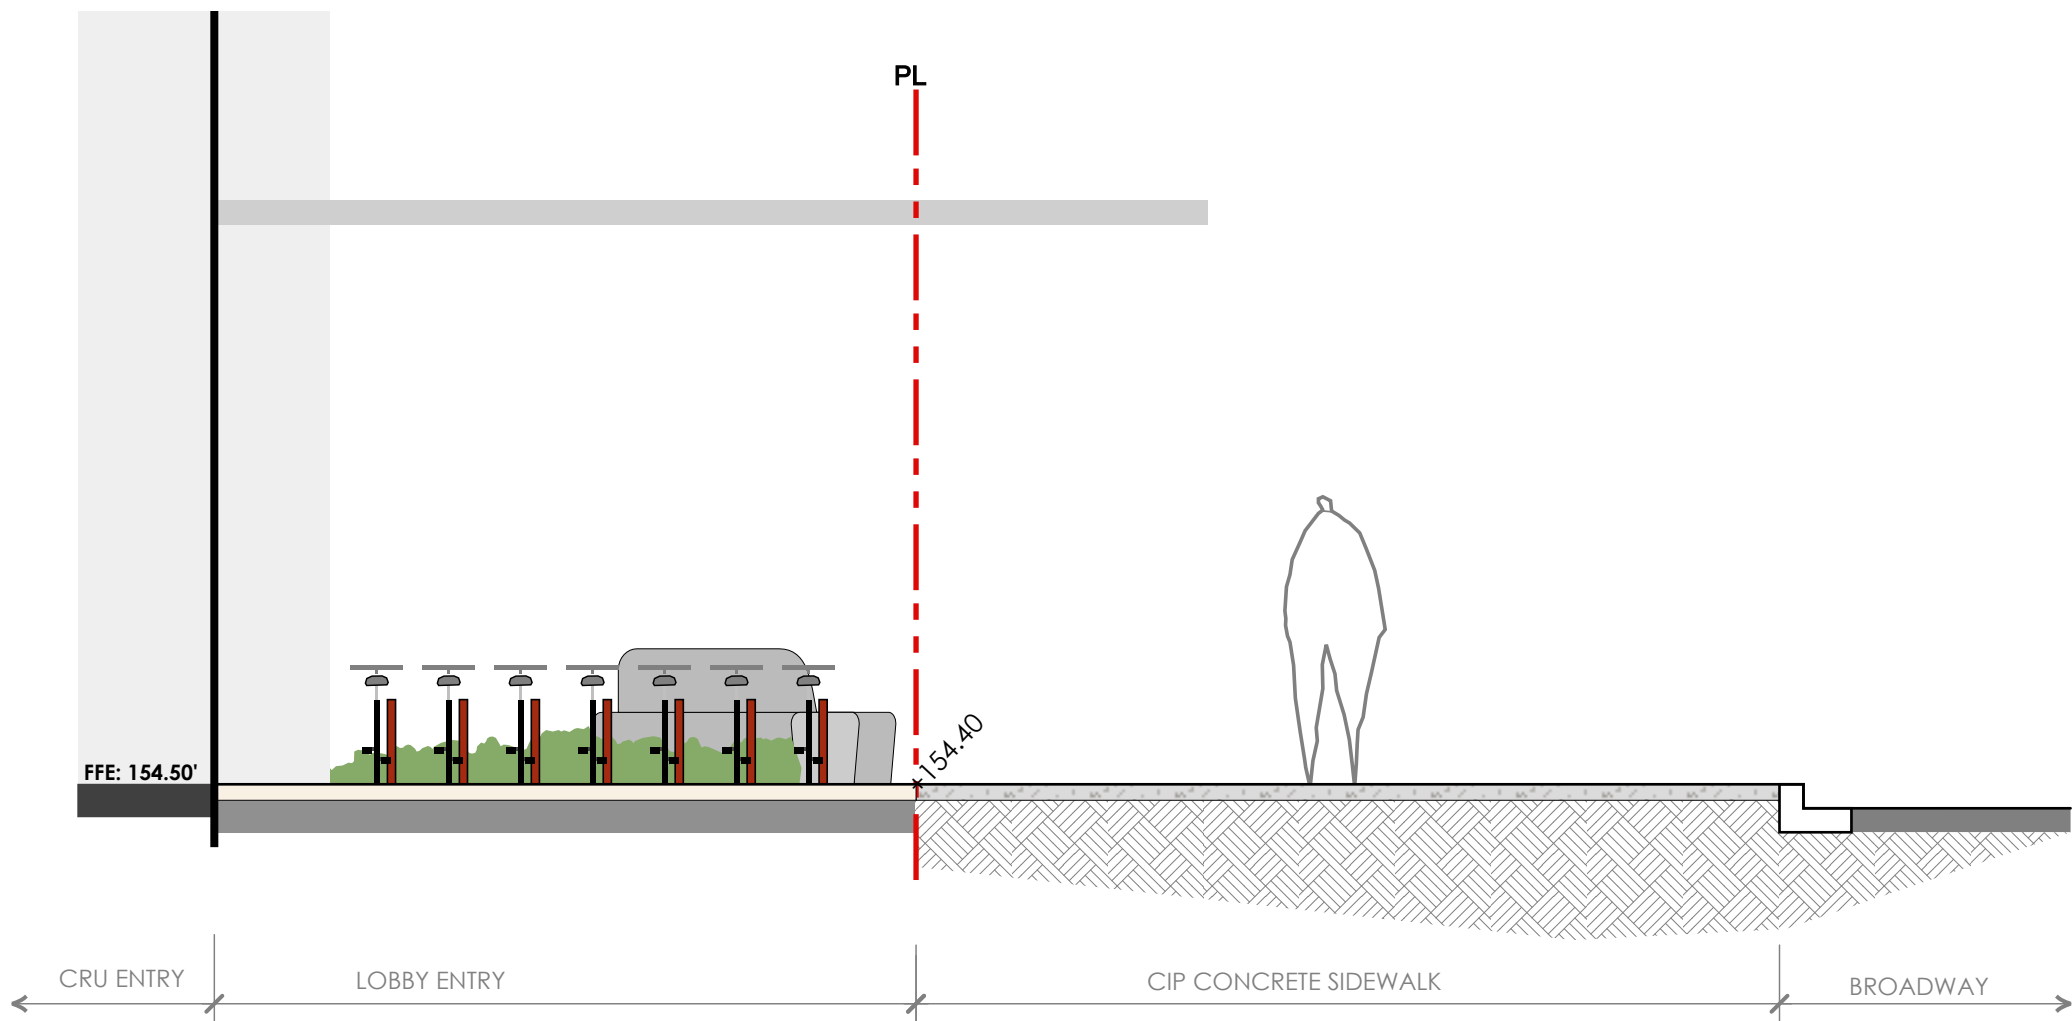 PL
+154.40
FFE: 154.50'
CRU ENTRY
LOBBY ENTRY
CIP CONCRETE SIDEWALK
BROADWAY